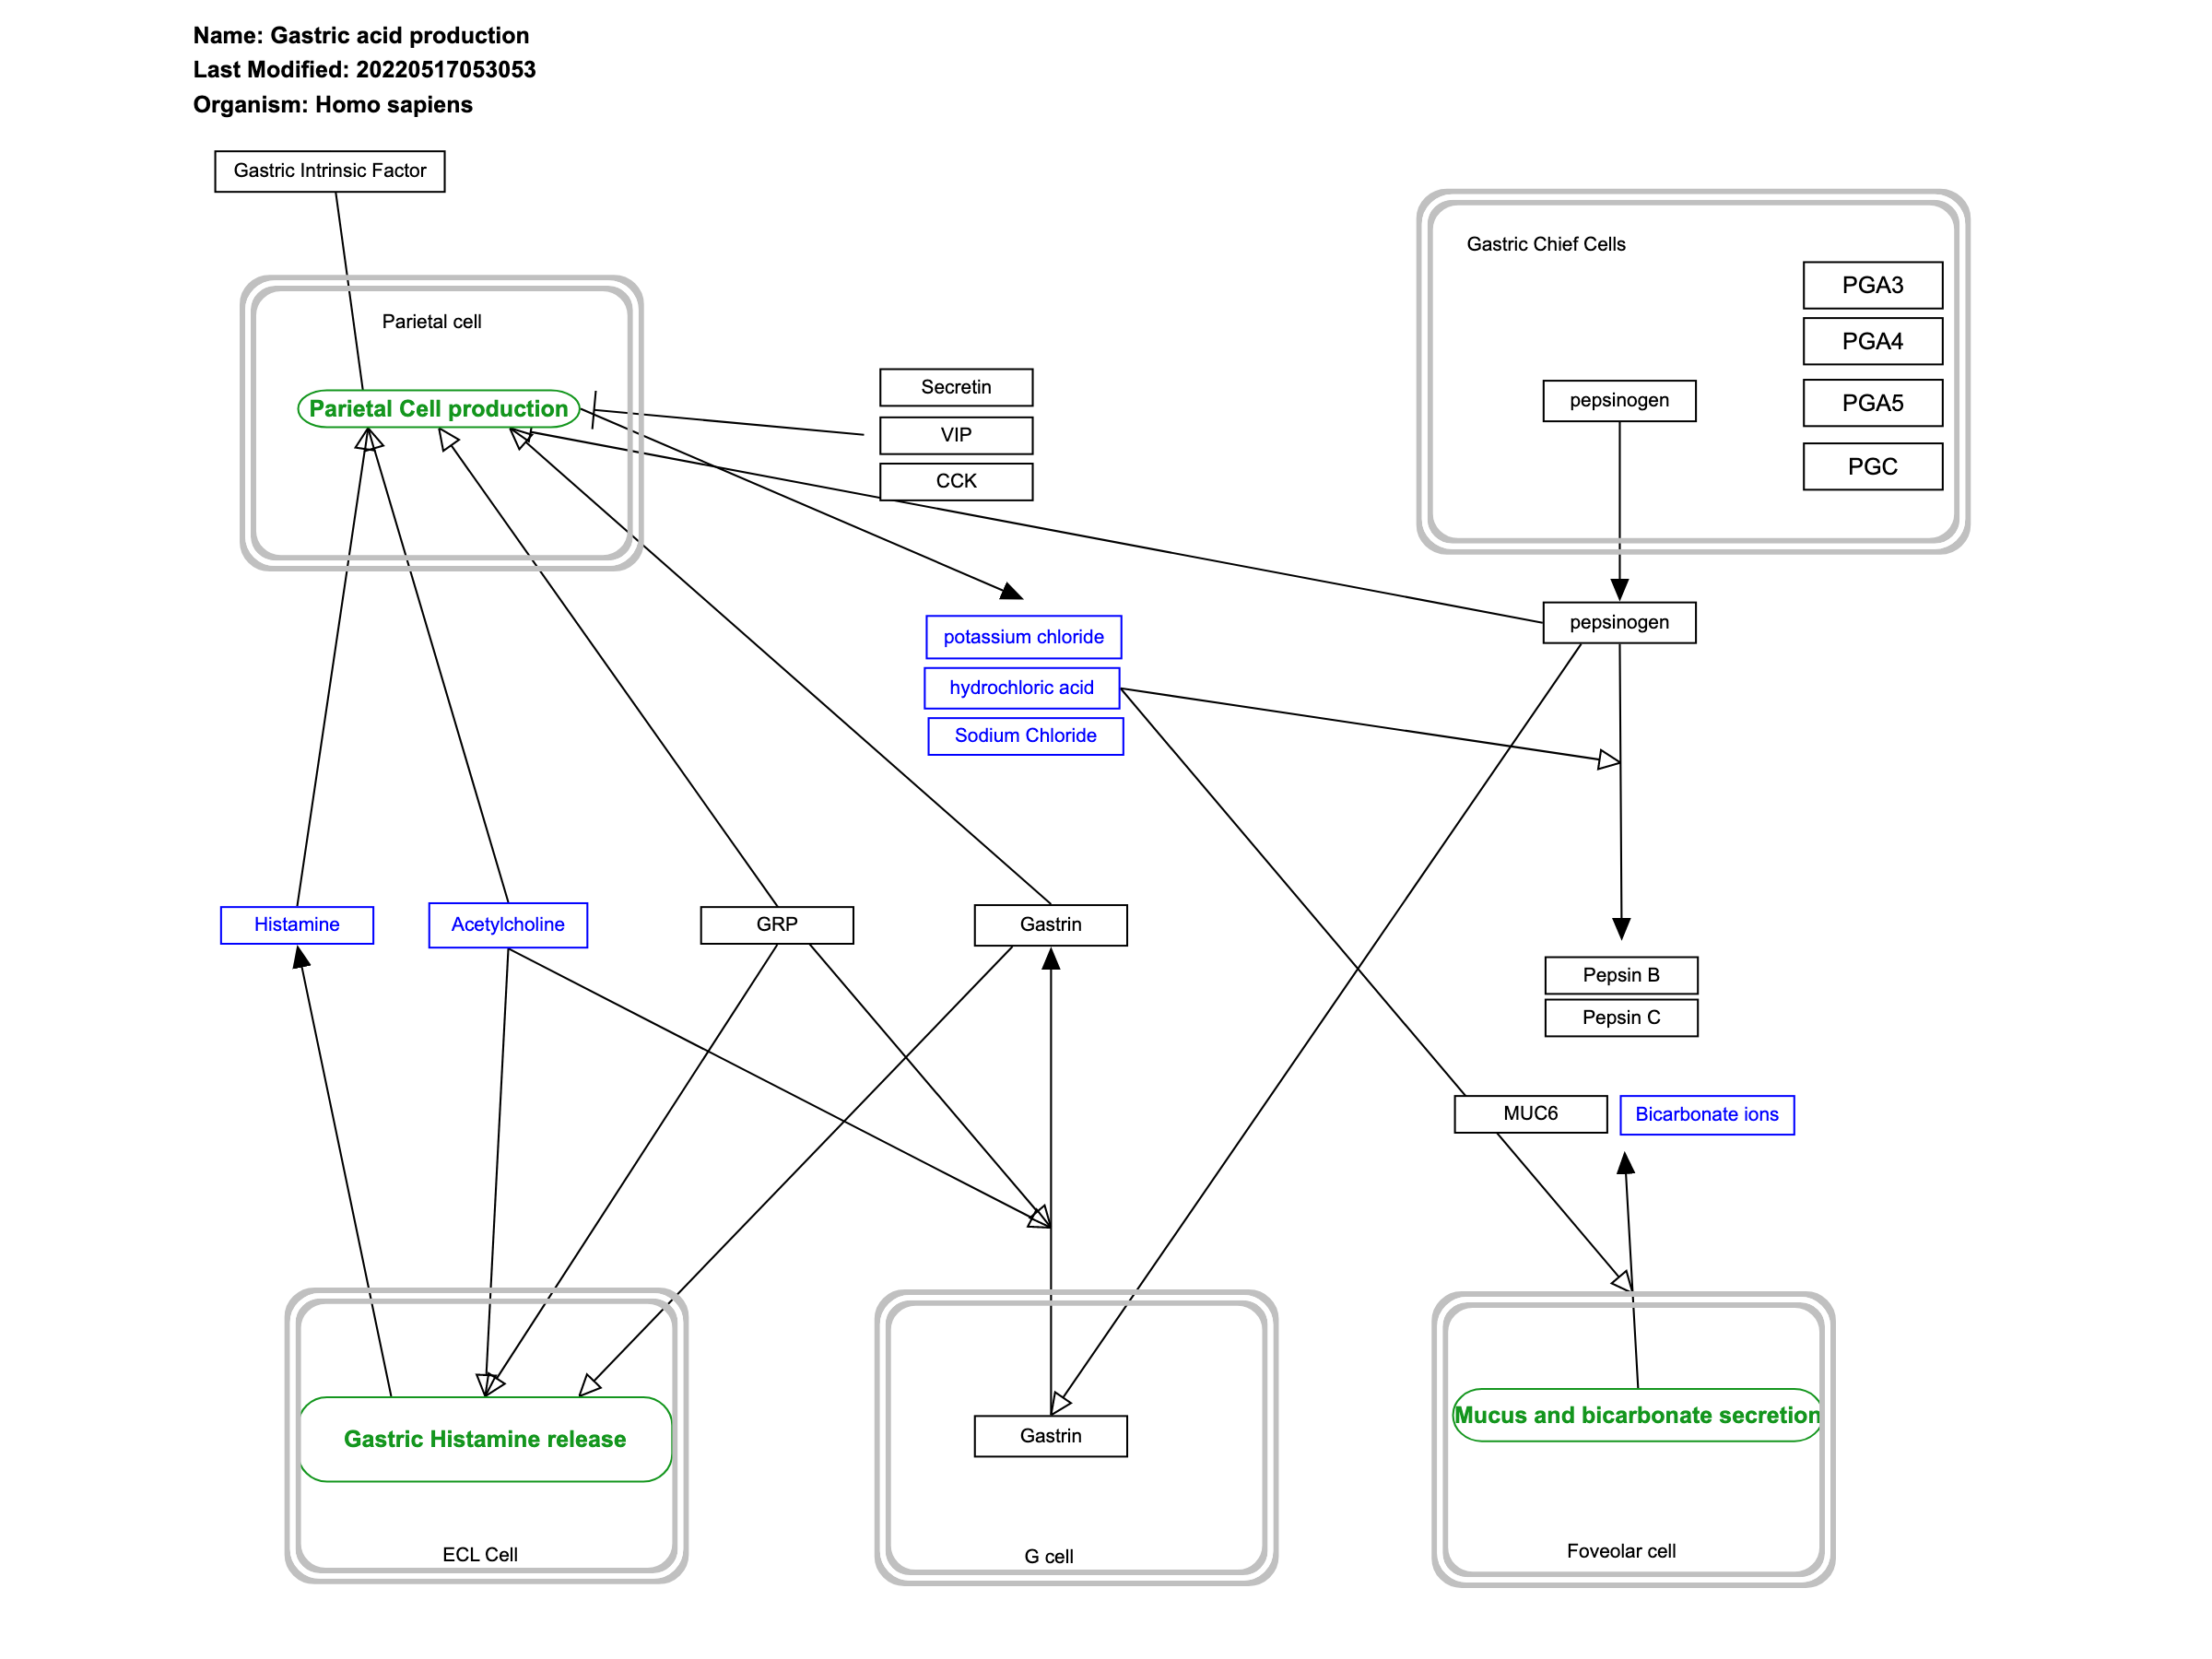 Name: Gastric acid production
Last Modified: 20220517053053
Organism: Homo sapiens
Gastric Intrinsic Factor
Parietal cell
Parietal Cell production
Secretin
VIP
CCK
Gastric Chief Cells
PGA3
PGA4
PGA5
PGC
pepsinogen
pepsinogen
potassium chloride
hydrochloric acid
Sodium Chloride
Histamine
Acetylcholine
GRP
Gastrin
Pepsin B
Pepsin C
MUC6
Bicarbonate ions
Gastric Histamine release
ECL Cell
Gastrin
G cell
Mucus and bicarbonate secretion
Foveolar cell